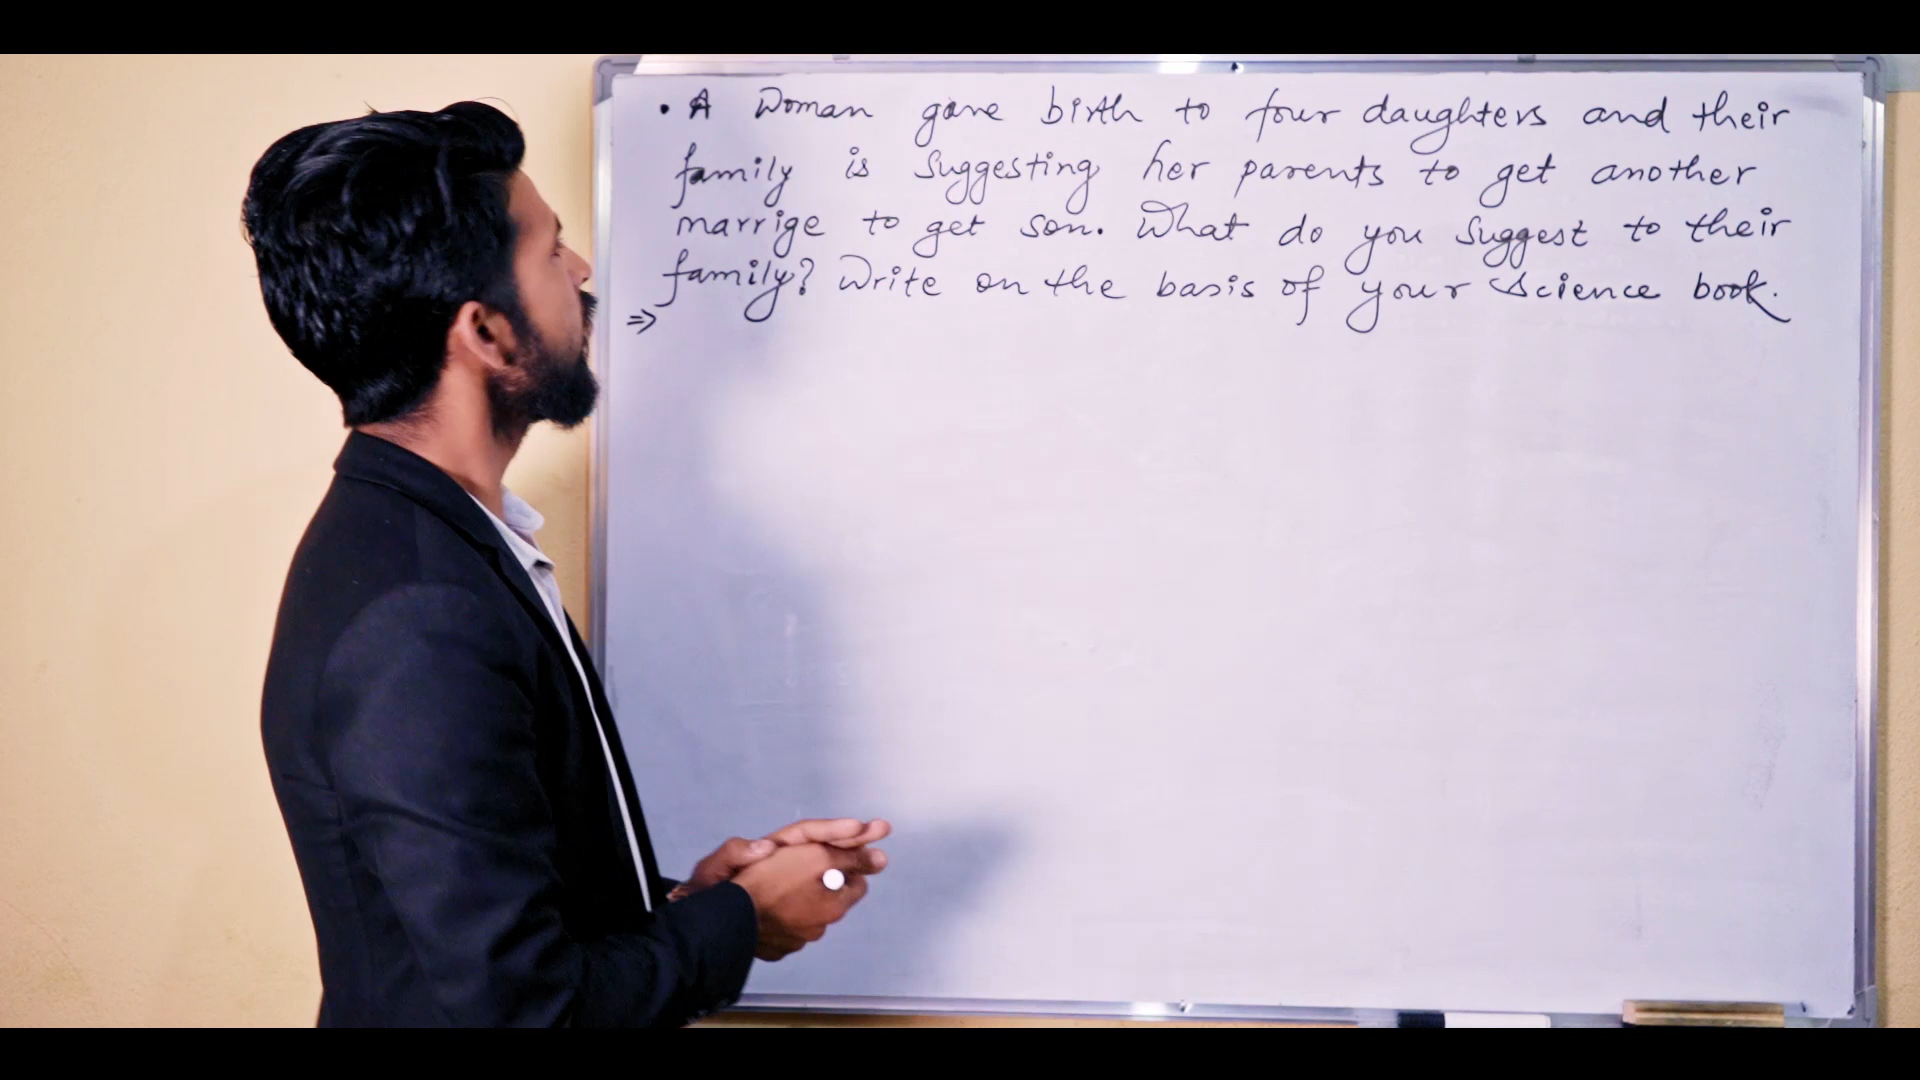 • A Woman gave birth to four daughters and their
family is suggesting her parents to get another
marrige to get son. What do you suggest to their
family? Write on the basis of your Science book.
⇒